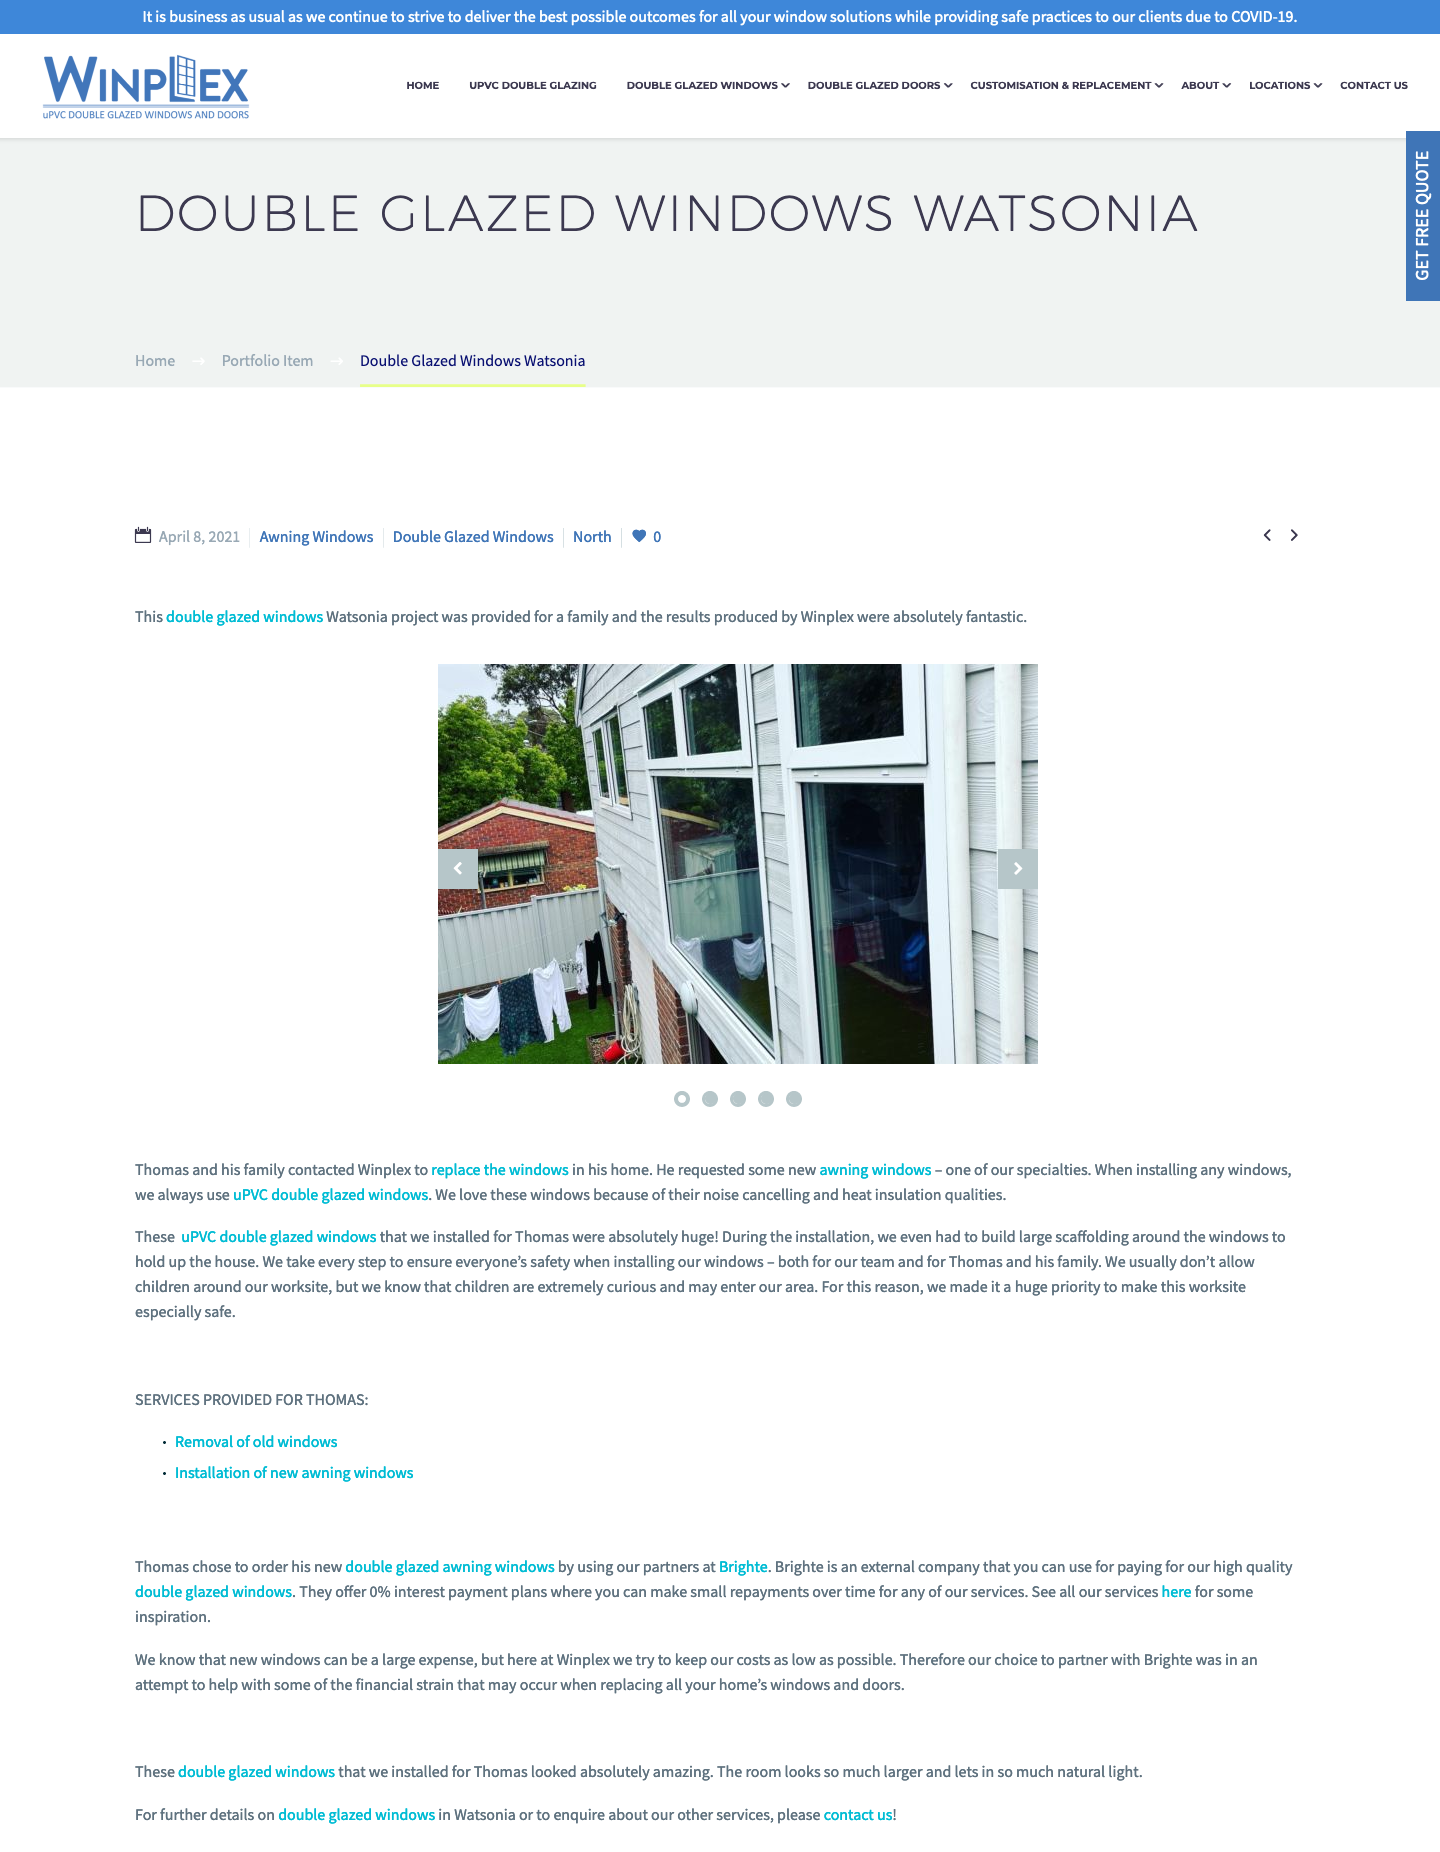 It is business as usual as we continue to strive to deliver the best possible outcomes for all your window solutions while providing safe practices to our clients due to COVID-19.
WINPLEX
uPVC DOUBLE GLAZED WINDOWS AND DOORS
HOME UPVC DOUBLE GLAZING DOUBLE GLAZED WINDOWS DOUBLE GLAZED DOORS CUSTOMISATION & REPLACEMENT ABOUT LOCATIONS CONTACT US
GET FREE QUOTE
DOUBLE GLAZED WINDOWS WATSONIA
Home → Portfolio Item → Double Glazed Windows Watsonia
April 8, 2021 Awning Windows Double Glazed Windows North 0
This double glazed windows Watsonia project was provided for a family and the results produced by Winplex were absolutely fantastic.
Thomas and his family contacted Winplex to replace the windows in his home. He requested some new awning windows – one of our specialties. When installing any windows,
we always use uPVC double glazed windows. We love these windows because of their noise cancelling and heat insulation qualities.
These uPVC double glazed windows that we installed for Thomas were absolutely huge! During the installation, we even had to build large scaffolding around the windows to
hold up the house. We take every step to ensure everyone’s safety when installing our windows – both for our team and for Thomas and his family. We usually don’t allow
children around our worksite, but we know that children are extremely curious and may enter our area. For this reason, we made it a huge priority to make this worksite
especially safe.
SERVICES PROVIDED FOR THOMAS:
• Removal of old windows
• Installation of new awning windows
Thomas chose to order his new double glazed awning windows by using our partners at Brighte. Brighte is an external company that you can use for paying for our high quality
double glazed windows. They offer 0% interest payment plans where you can make small repayments over time for any of our services. See all our services here for some
inspiration.
We know that new windows can be a large expense, but here at Winplex we try to keep our costs as low as possible. Therefore our choice to partner with Brighte was in an
attempt to help with some of the financial strain that may occur when replacing all your home’s windows and doors.
These double glazed windows that we installed for Thomas looked absolutely amazing. The room looks so much larger and lets in so much natural light.
For further details on double glazed windows in Watsonia or to enquire about our other services, please contact us!